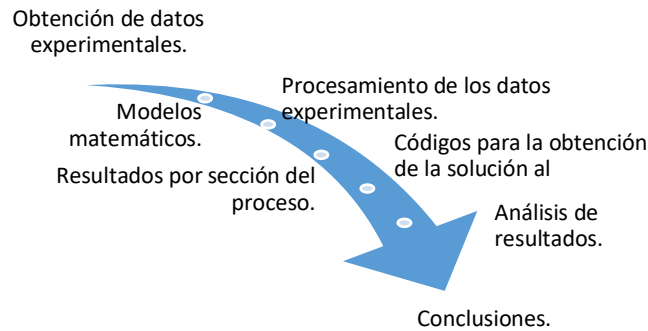 Obtención de datos
experimentales.
Procesamiento de los datos
experimentales.
Modelos
matemáticos.
Códigos para la obtención
de la solución al
Resultados por sección del
proceso.
Análisis de
resultados.
Conclusiones.